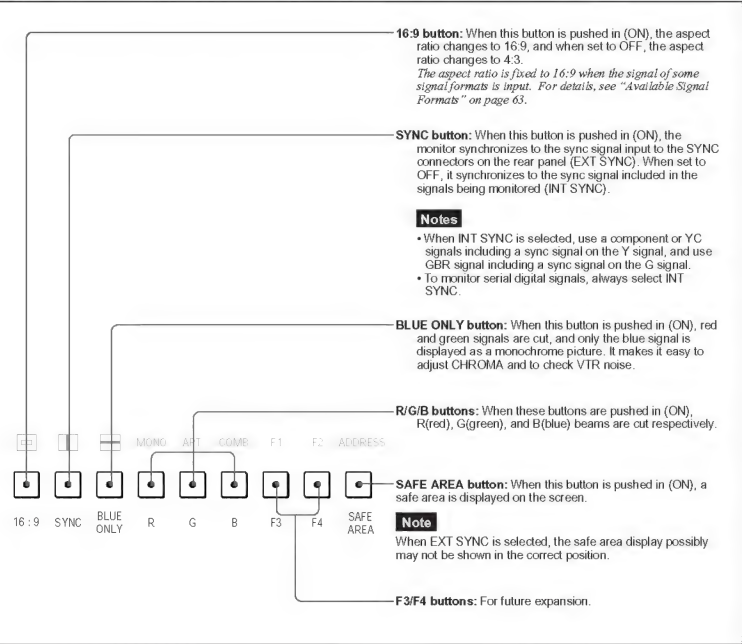 16:9 button: When this button is pushed in (ON), the aspect
ratio changes to 16:9, and when set to OFF, the aspect
ratio changes to 4:3.
The aspect ratio is fixed to 16:9 when the signal of some
signal formats is input. For details, see "Available Signal
Formats" on page 63.
SYNC button: When this button is pushed in (ON), the
monitor synchronizes to the sync signal input to the SYNC
connectors on the rear panel (EXT SYNC). When set to
OFF, it synchronizes to the sync signal included in the
signals being monitored (INT SYNC).
Notes
• When INT SYNC is selected, use a component or YC
signals including a sync signal on the Y signal, and use
GBR signal including a sync signal on the G signal.
• To monitor serial digital signals, always select INT
SYNC.
BLUE ONLY button: When this button is pushed in (ON), red
and green signals are cut, and only the blue signal is
displayed as a monochrome picture. It makes it easy to
adjust CHROMA and to check VTR noise.
R/G/B buttons: When these buttons are pushed in (ON),
R(red), G(green), and B(blue) beams are cut respectively.
MONO APT COMB F1 F2 ADDRESS
SAFE AREA button: When this button is pushed in (ON), a
safe area is displayed on the screen.
16 : 9 SYNC BLUE ONLY R G B F3 F4 SAFE AREA
Note
When EXT SYNC is selected, the safe area display possibly
may not be shown in the correct position.
F3/F4 buttons: For future expansion.